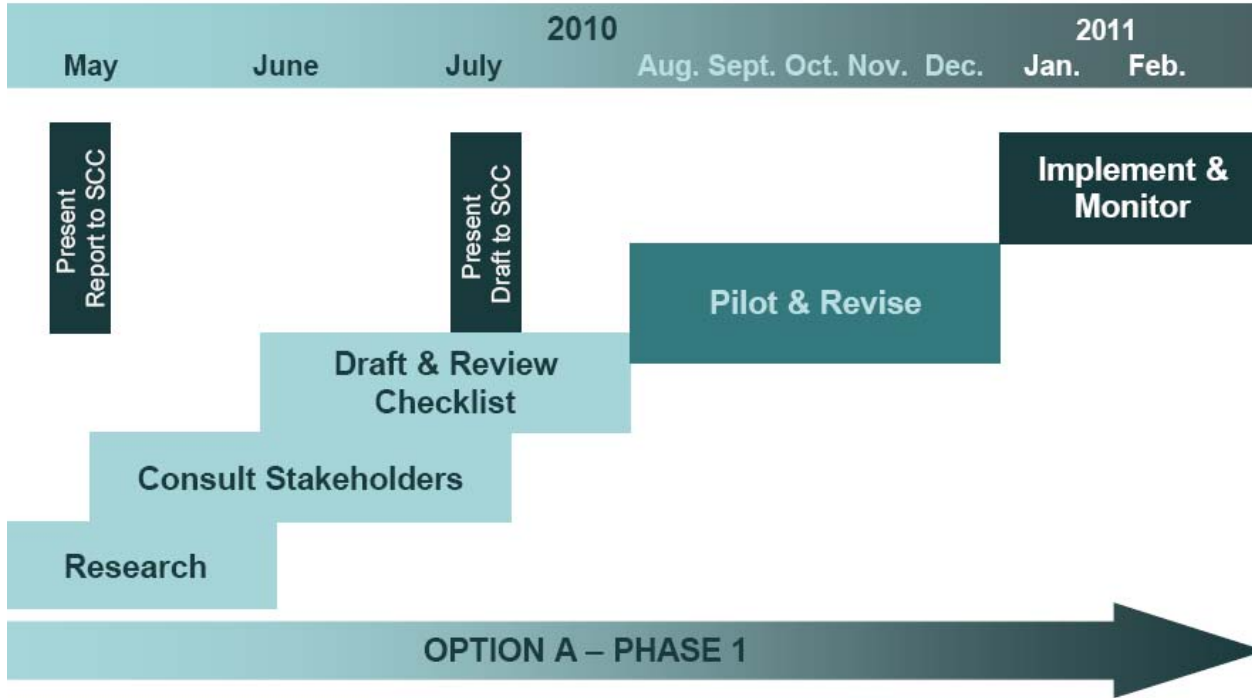 2010 2011
May June July Aug. Sept. Oct. Nov. Dec. Jan. Feb.
Present
Report to SCC
Present
Draft to SCC
Implement &
Monitor
Pilot & Revise
Draft & Review
Checklist
Consult Stakeholders
Research
OPTION A – PHASE 1